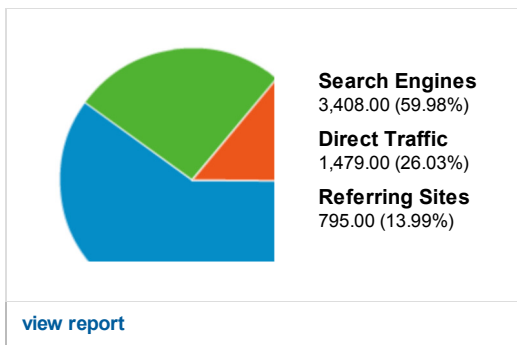 Search Engines
3,408.00 (59.98%)
Direct Traffic
1,479.00 (26.03%)
Referring Sites
795.00 (13.99%)
view report